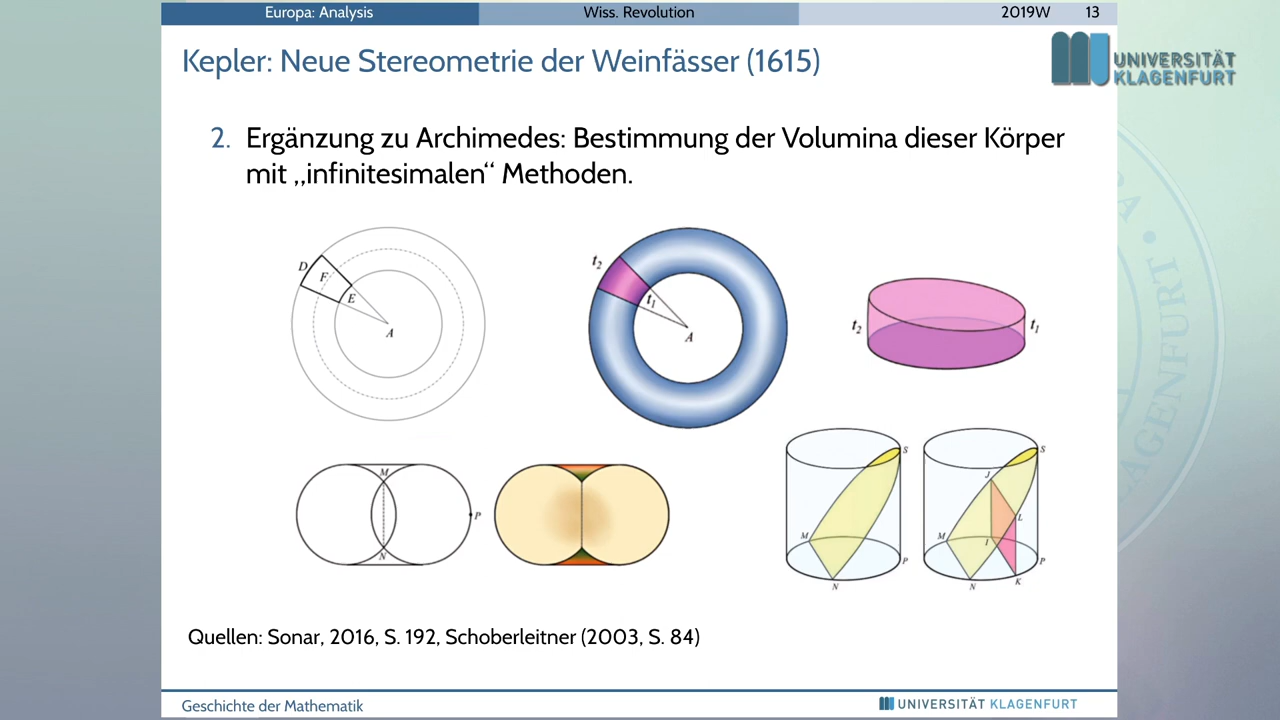 Europa: Analysis
Wiss. Revolution
2019W 13
Kepler: Neue Stereometrie der Weinfässer (1615)
UNIVERSITÄT
KLAGENFURT
2. Ergänzung zu Archimedes: Bestimmung der Volumina dieser Körper
mit „infinitesimalen“ Methoden.
D
F
E
A
t₂
t₁
A
t₂
t₁
M
N
P
S
M
P
N
S
J
L
M
I
P
N
K
Quellen: Sonar, 2016, S. 192, Schoberleitner (2003, S. 84)
Geschichte der Mathematik
UNIVERSITÄT KLAGENFURT
KLAGENFURT